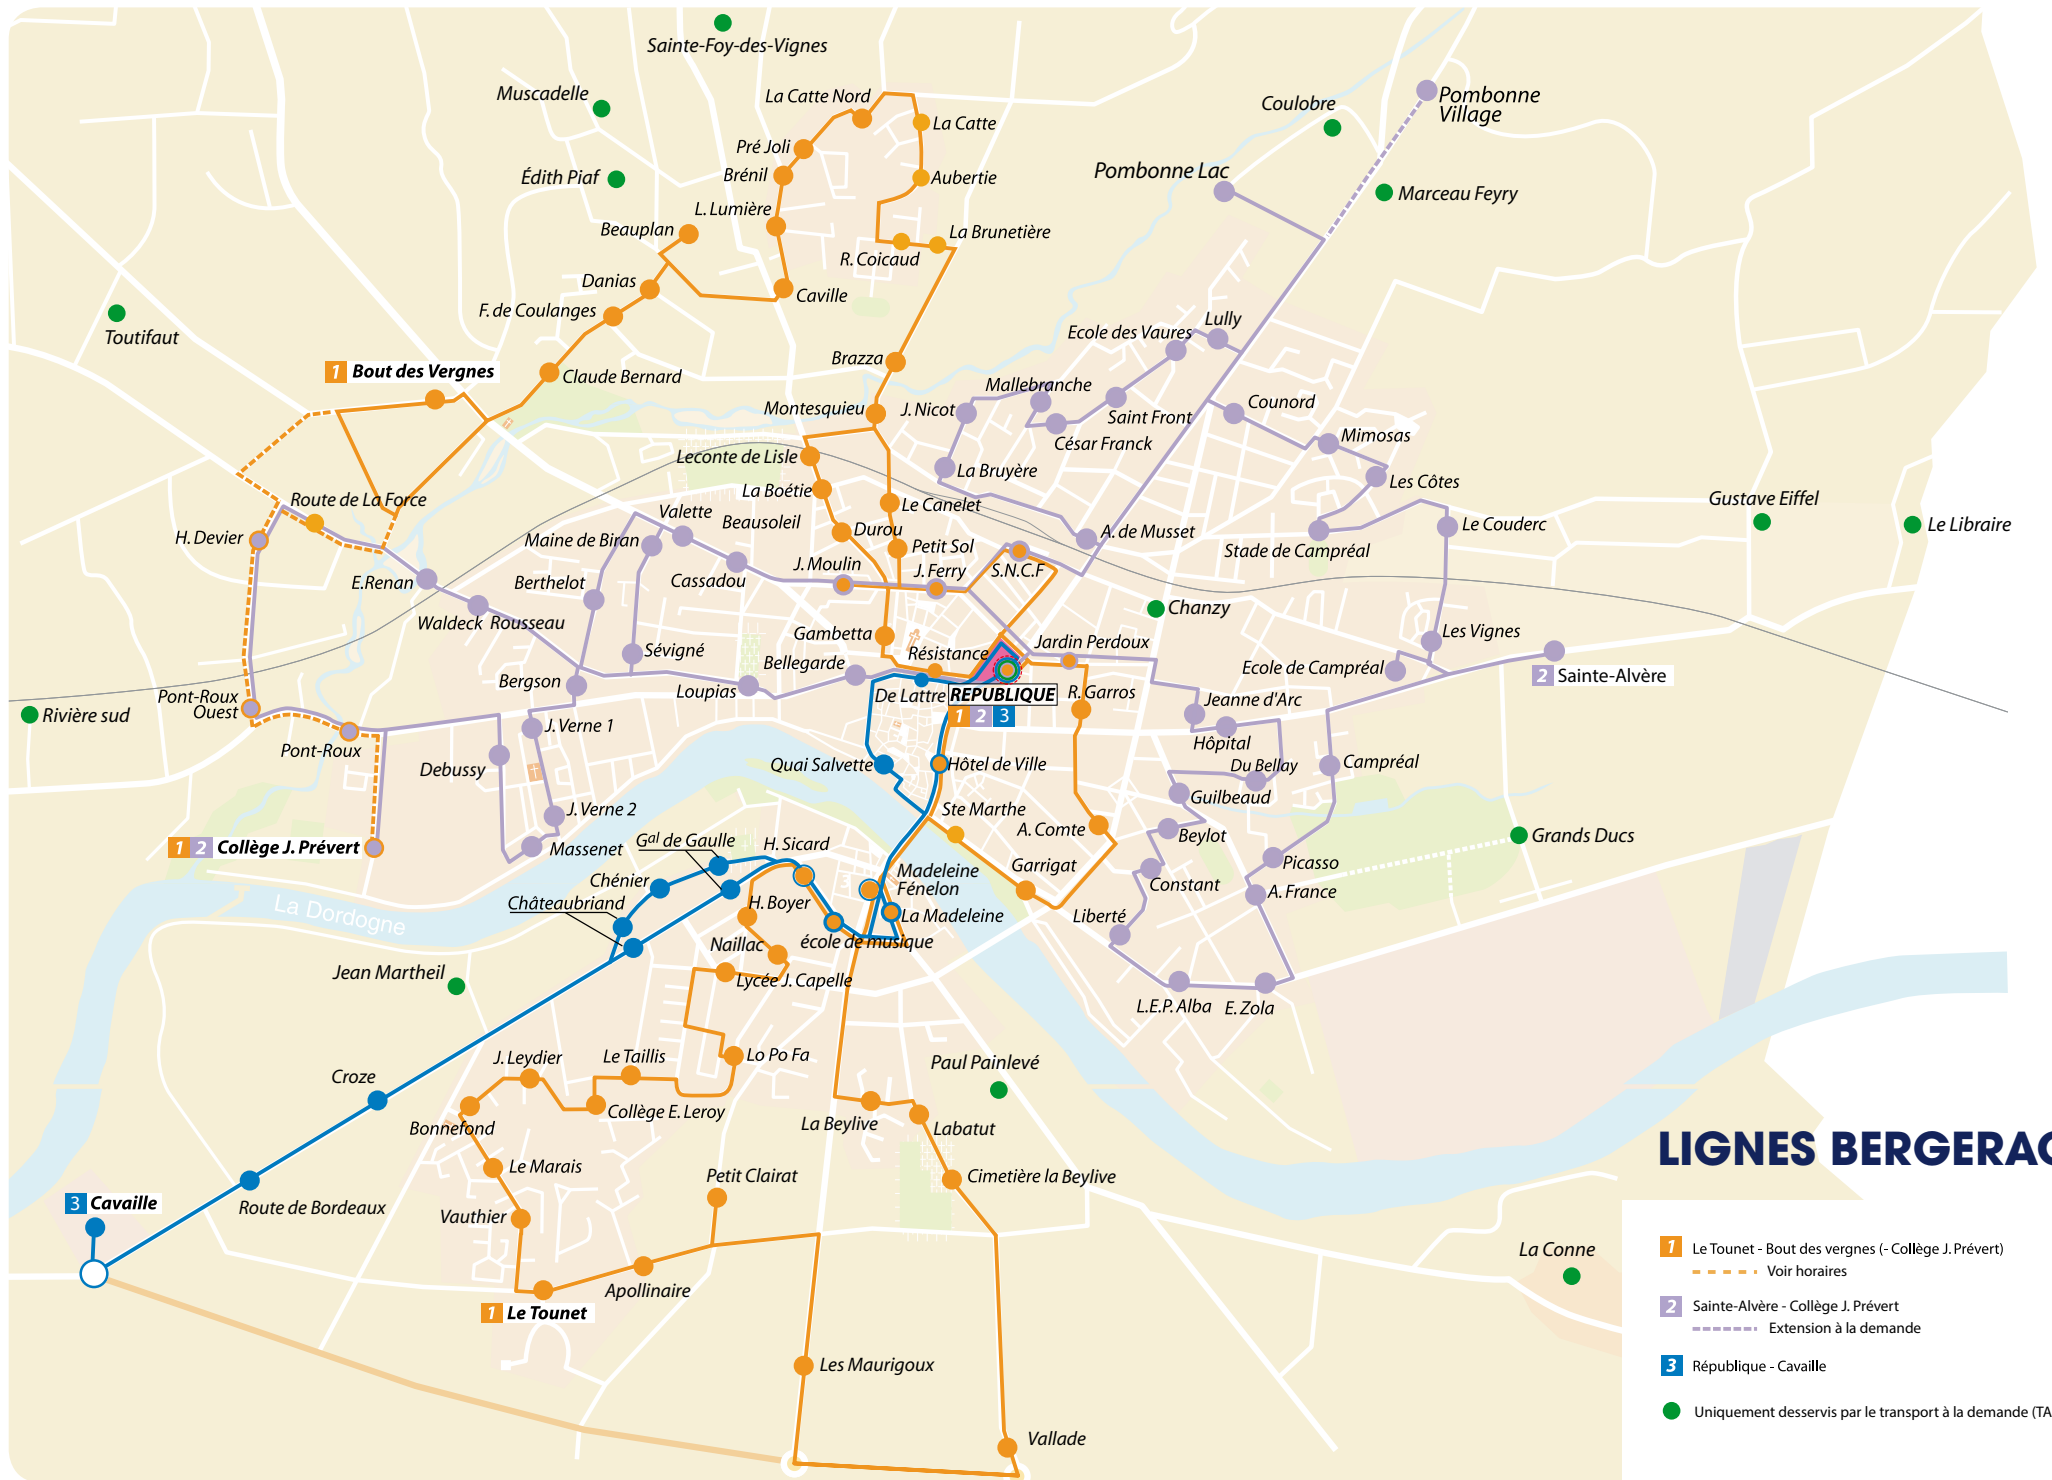 Sainte-Foy-des-Vignes
Muscadelle
La Catte Nord
Coulobre
Pombonne
Village
La Catte
Pré Joli
Édith Piaf
Brénil
Aubertie
Pombonne Lac
Marceau Feyry
L. Lumière
Beauplan
La Brunetière
R. Coicaud
Danias
Caville
F. de Coulanges
Toutifaut
Lully
Ecole des Vaures
Brazza
1 Bout des Vergnes
Claude Bernard
Mallebranche
Montesquieu
J. Nicot
Saint Front
Counord
César Franck
Mimosas
Leconte de Lisle
La Bruyère
Les Côtes
La Boétie
Route de La Force
Le Canelet
Gustave Eiffel
Le Libraire
Valette
Beausoleil
Durou
A. de Musset
Le Couderc
H. Devier
Maine de Biran
Petit Sol
Stade de Campréal
J. Moulin
J. Ferry
S.N.C.F
E.Renan
Berthelot
Cassadou
Chanzy
Waldeck Rousseau
Gambetta
Jardin Perdoux
Les Vignes
Sévigné
Résistance
Bellegarde
Ecole de Campréal
2 Sainte-Alvère
Bergson
Loupias
De Lattre
REPUBLIQUE
1 2 3
R. Garros
Jeanne d'Arc
Pont-Roux
Ouest
Rivière sud
J. Verne 1
Hôpital
Pont-Roux
Debussy
Quai Salvette
Hôtel de Ville
Du Bellay
Campréal
Guilbeaud
J. Verne 2
Ste Marthe
A. Comte
Beylot
Grands Ducs
1 2 Collège J. Prévert
Massenet
Gal de Gaulle
H. Sicard
Garrigat
Picasso
Chénier
Madeleine
Fénelon
Constant
A. France
Châteaubriand
H. Boyer
La Madeleine
Liberté
La Dordogne
école de musique
Naillac
Jean Martheil
Lycée J. Capelle
L.E.P. Alba
E. Zola
J. Leydier
Le Taillis
Lo Po Fa
Paul Painlevé
Croze
Collège E. Leroy
Bonnefond
La Beylive
Labatut
LIGNES BERGERAC
Le Marais
Petit Clairat
Cimetière la Beylive
3 Cavaille
Route de Bordeaux
Vauthier
La Conne
1 Le Tounet - Bout des vergnes (- Collège J. Prévert)
Voir horaires
Apollinaire
1 Le Tounet
2 Sainte-Alvère - Collège J. Prévert
Extension à la demande
Les Maurigoux
3 République - Cavaille
Uniquement desservis par le transport à la demande (TA
Vallade